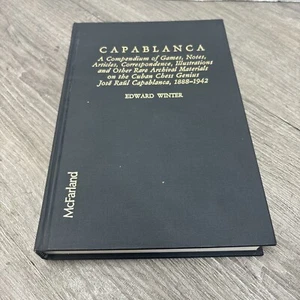 CAPABLANCA
A Compendium of Games, Notes,
Articles, Correspondence, Illustrations
and Other Rare Archival Materials
on the Cuban Chess Genius
José Raúl Capablanca, 1888–1942
EDWARD WINTER
McFarland